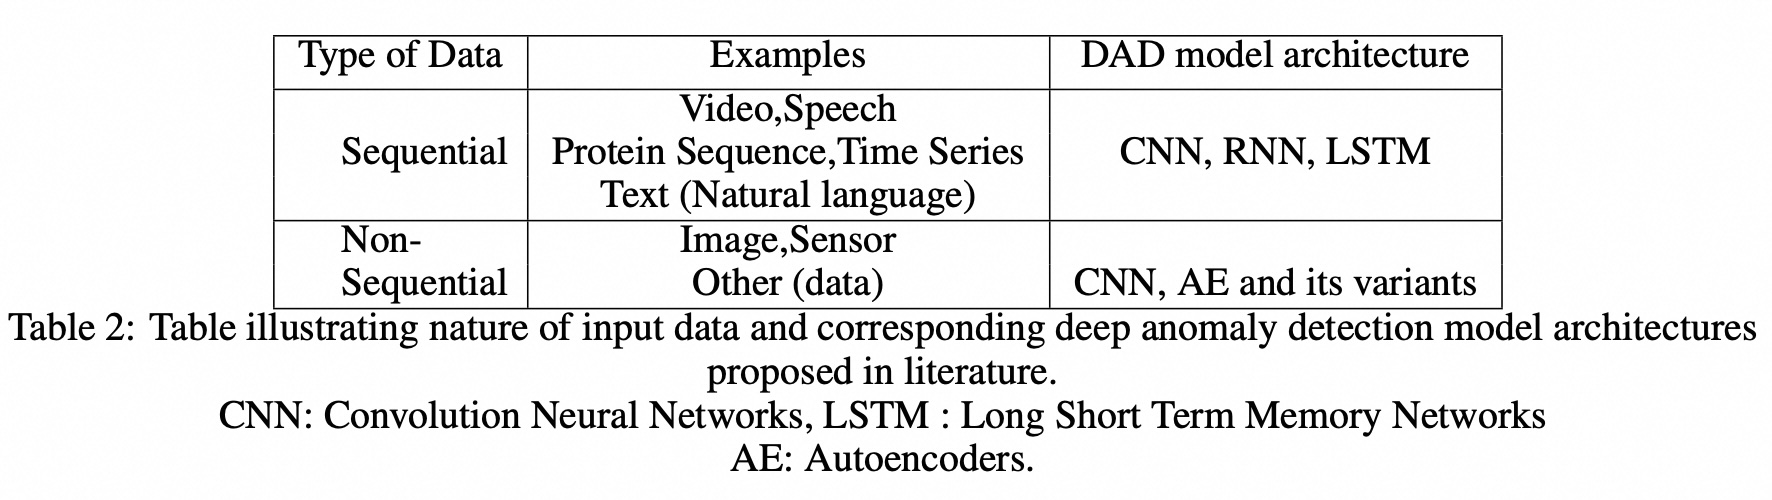 Type of Data Examples DAD model architecture
Video,Speech
Sequential Protein Sequence,Time Series CNN, RNN, LSTM
Text (Natural language)
Non- Image,Sensor
Sequential Other (data) CNN, AE and its variants
Table 2: Table illustrating nature of input data and corresponding deep anomaly detection model architectures
proposed in literature.
CNN: Convolution Neural Networks, LSTM : Long Short Term Memory Networks
AE: Autoencoders.